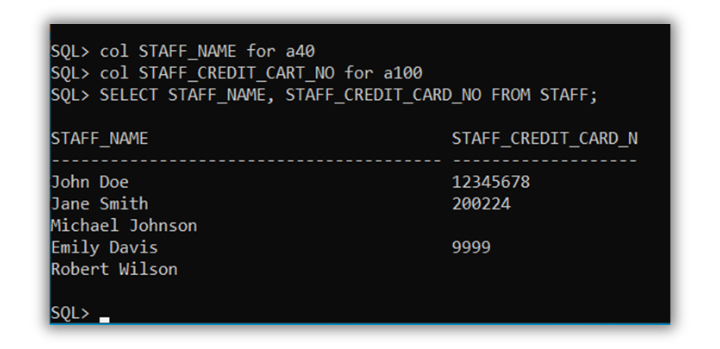 SQL> col STAFF_NAME for a40
SQL> col STAFF_CREDIT_CART_NO for a100
SQL> SELECT STAFF_NAME, STAFF_CREDIT_CARD_NO FROM STAFF;
STAFF_NAME STAFF_CREDIT_CARD_N
---------------------------------------- -------------------
John Doe 12345678
Jane Smith 200224
Michael Johnson
Emily Davis 9999
Robert Wilson
SQL>